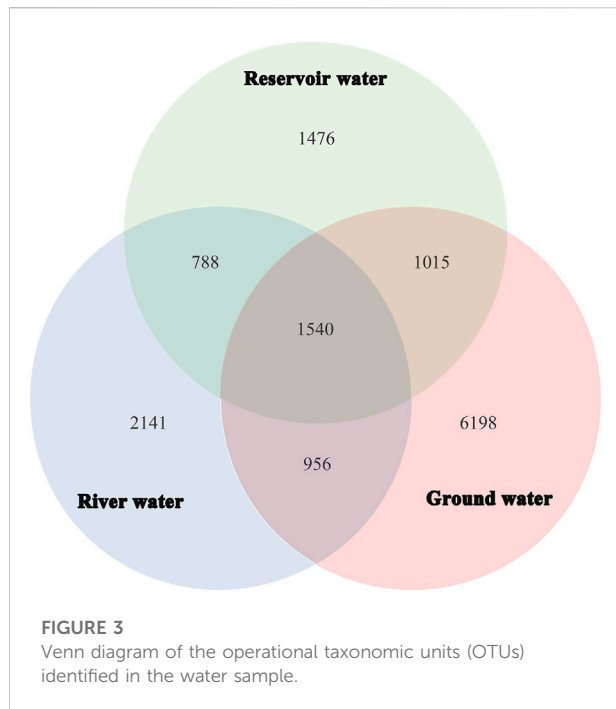 Reservoir water
1476
788
1015
1540
2141
6198
956
River water
Ground water
FIGURE 3
Venn diagram of the operational taxonomic units (OTUs)
identified in the water sample.